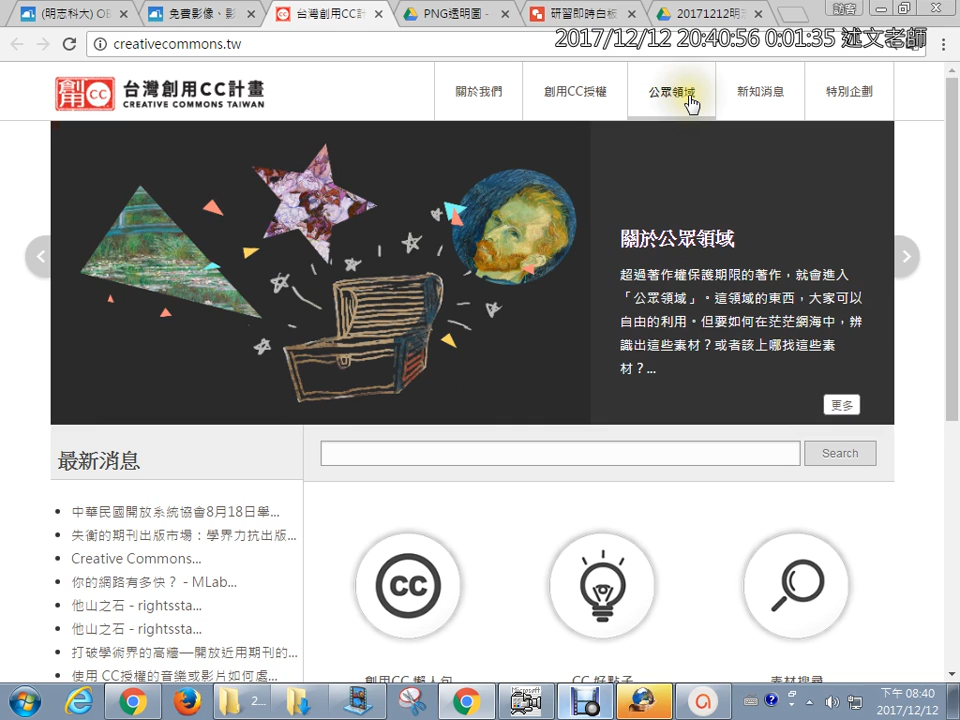 (明志科大) OE
免費影像、影
台灣創用CC計
PNG透明圖 -
研習即時白板
20171212明志
訪客
creativecommons.tw
2017/12/12 20:40:56 0:01:35 述文老師
創用CC
台灣創用CC計畫
CREATIVE COMMONS TAIWAN
關於我們
創用CC授權
公眾領域
新知消息
特別企劃
關於公眾領域
超過著作權保護期限的著作，就會進入
「公眾領域」。這領域的東西，大家可以
自由的利用。但要如何在茫茫網海中，辨
識出這些素材？或者該上哪找這些素
材？...
更多
最新消息
Search
中華民國開放系統協會8月18日舉...
失衡的期刊出版市場：學界力抗出版...
Creative Commons...
你的網路有多快？ - MLab...
他山之石 - rightssta...
他山之石 - rightssta...
打破學術界的高牆—開放近用期刊的...
使用 CC授權的音樂或影片如何處...
CC
創用CC 懶人包
CC 好點子
素材搜尋
2...
Microsoft
下午 08:40
2017/12/12